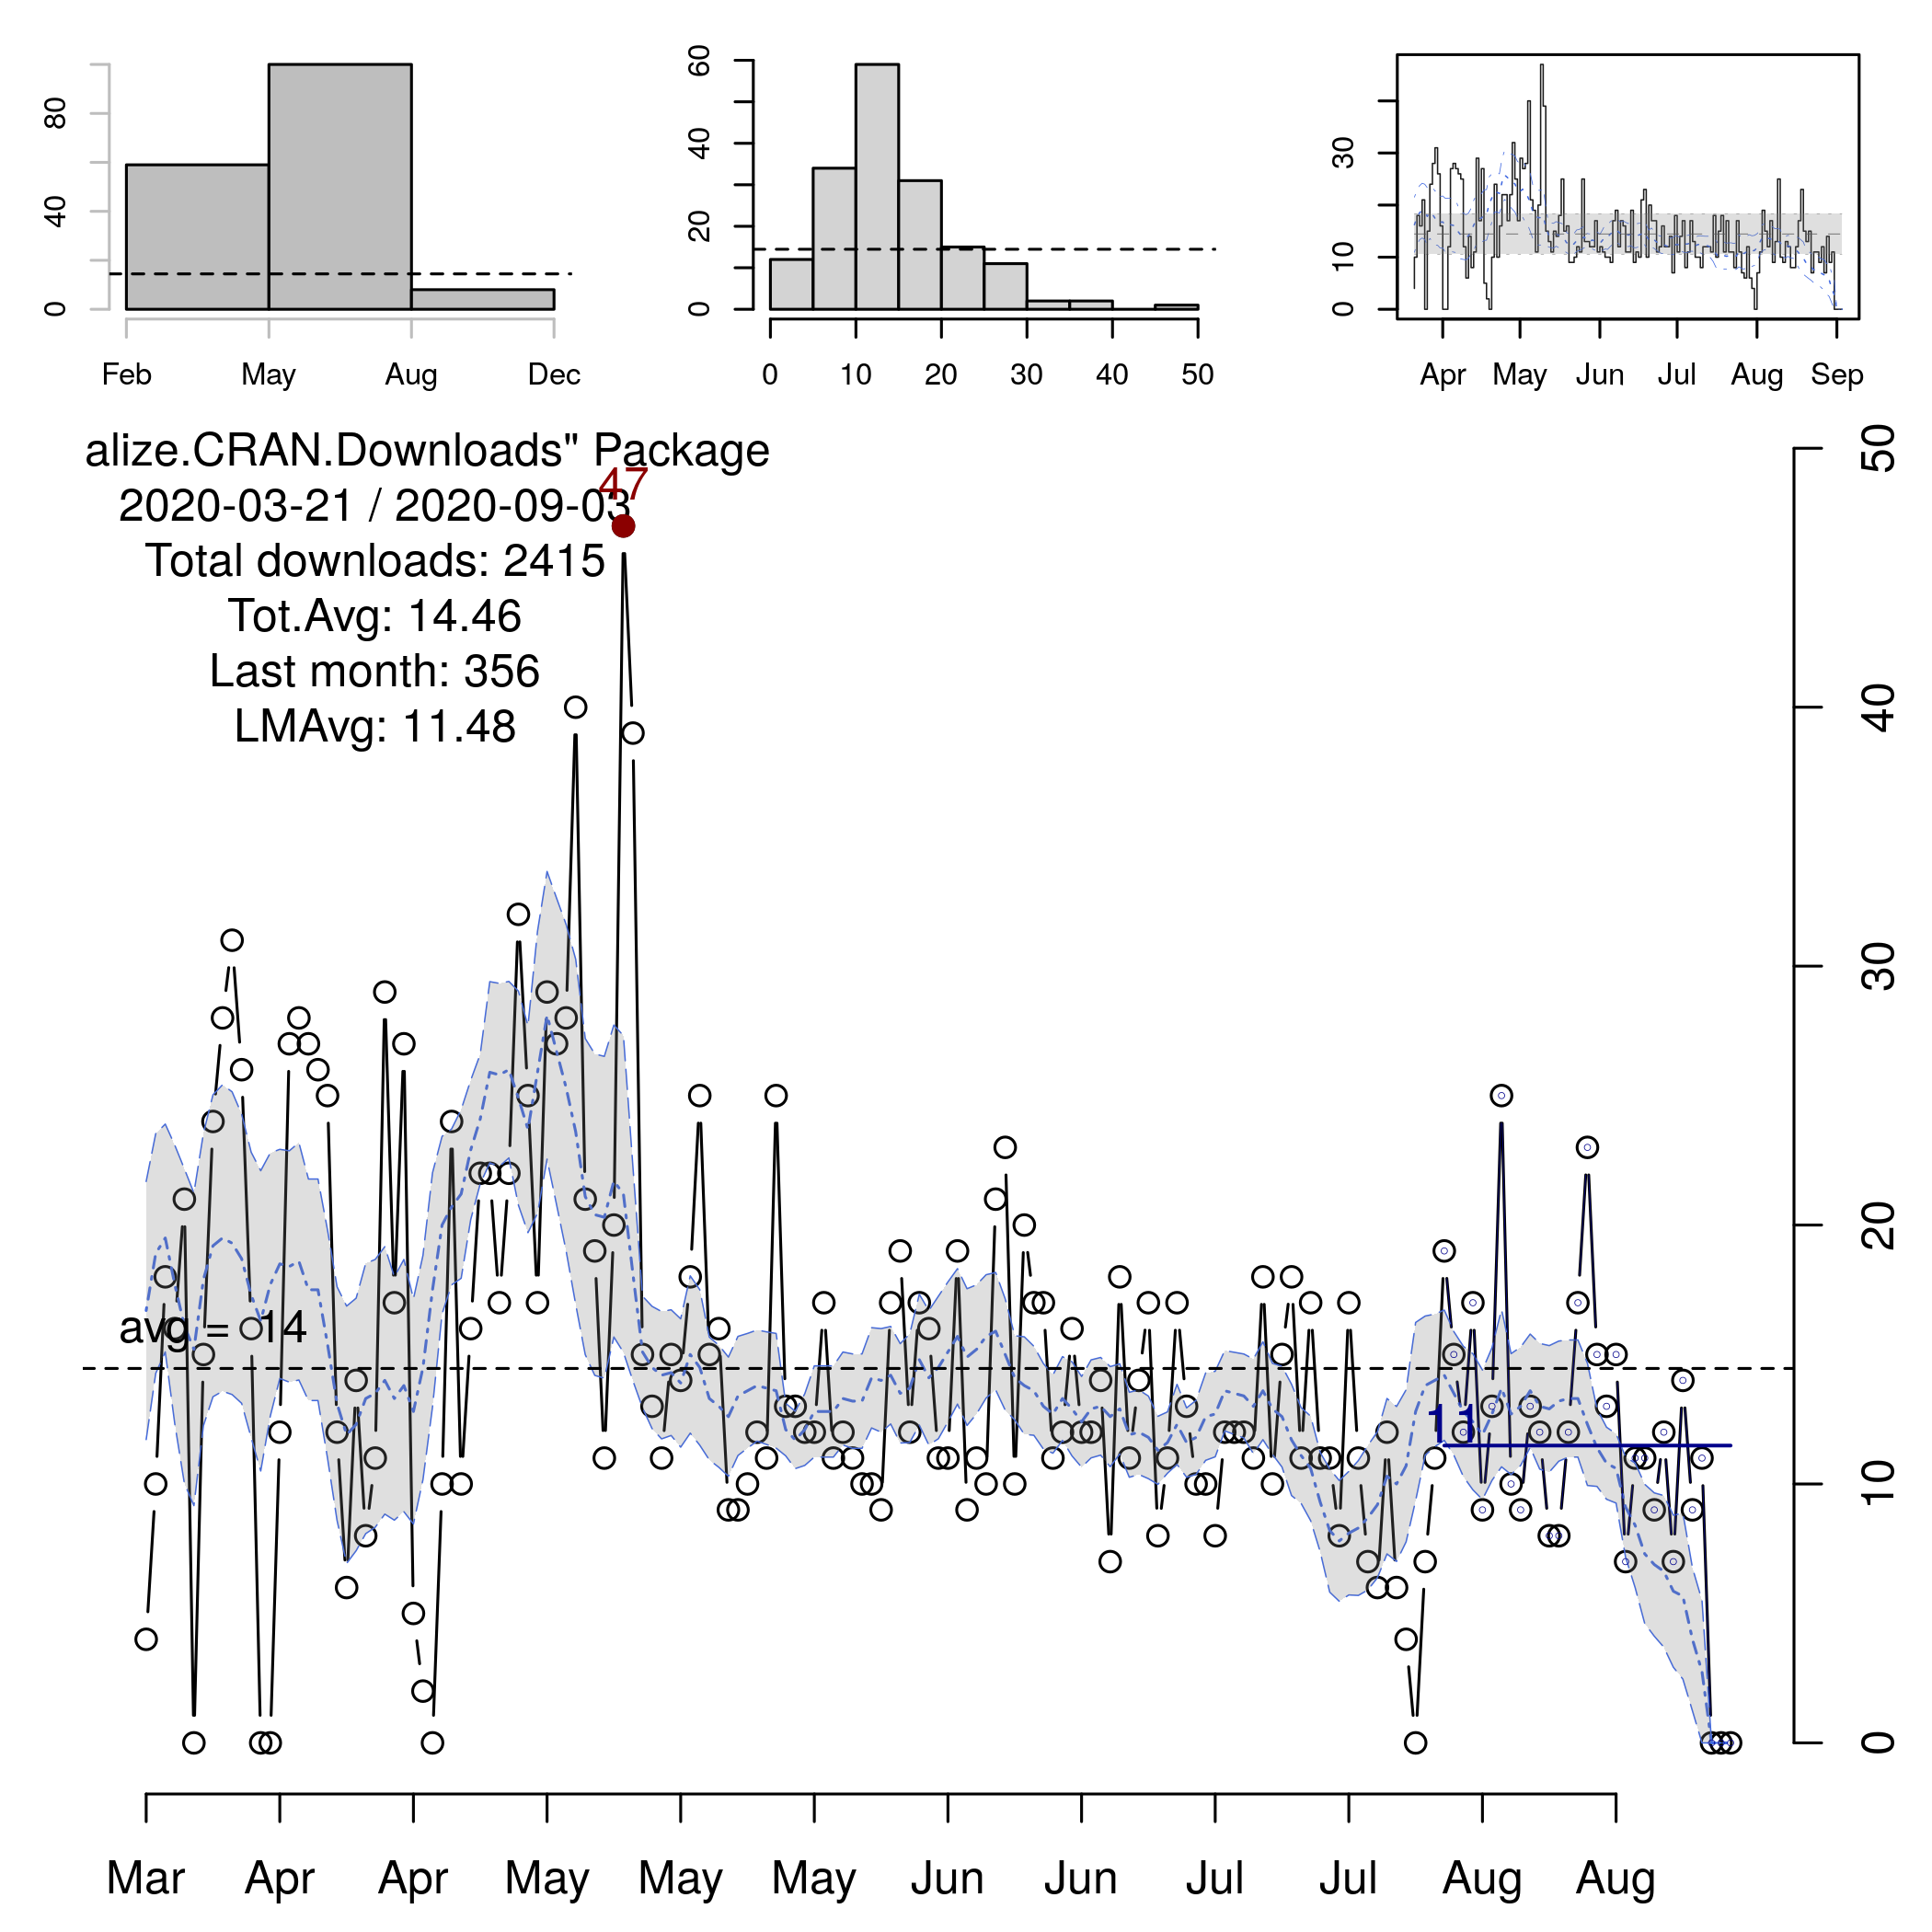 80
40
0
Feb May Aug Dec
60
40
20
0
0 10 20 30 40 50
30
10
0
Apr May Jun Jul Aug Sep
alize.CRAN.Downloads" Package
47
2020-03-21 / 2020-09-03
Total downloads: 2415
Tot.Avg: 14.46
Last month: 356
LMAvg: 11.48
avg = 14
11
50
40
30
20
10
0
Mar Apr Apr May May May Jun Jun Jul Jul Aug Aug